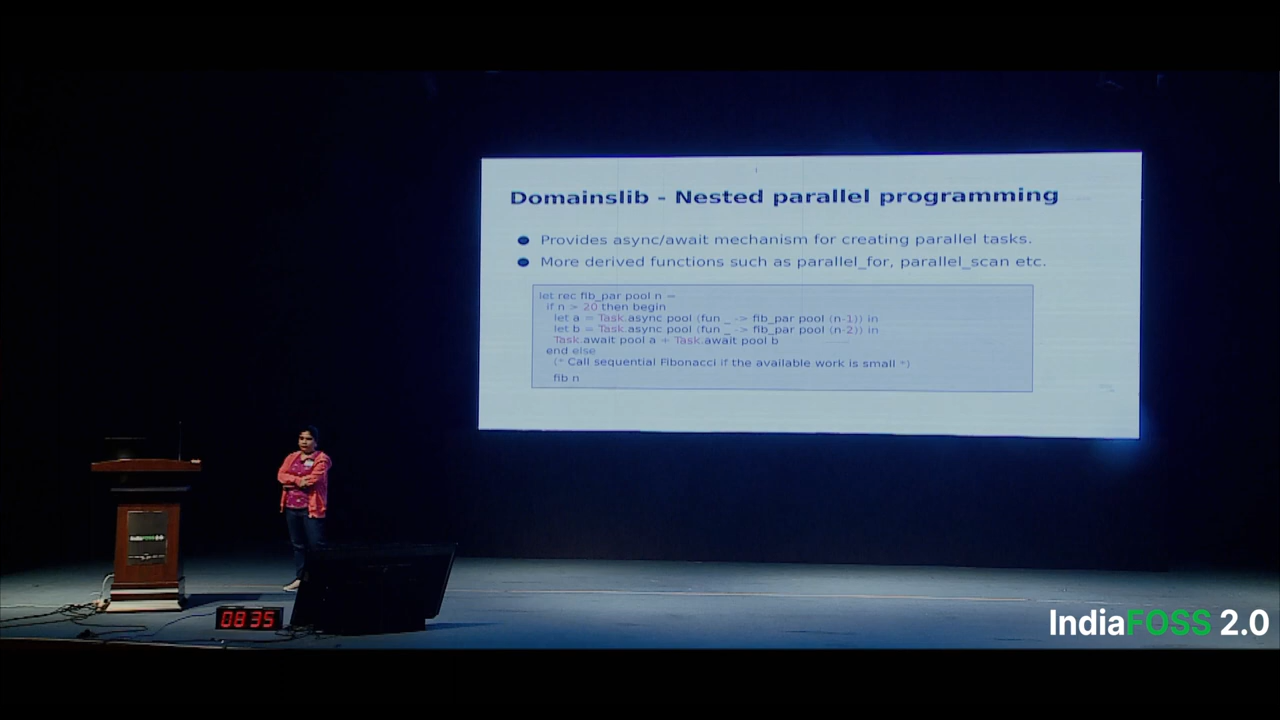 Domainslib - Nested parallel programming
Provides async/await mechanism for creating parallel tasks.
More derived functions such as parallel_for, parallel_scan etc.
let rec fib_par pool n =
if n > 20 then begin
let a = Task.async pool (fun _ -> fib_par pool (n-1)) in
let b = Task.async pool (fun _ -> fib_par pool (n-2)) in
Task.await pool a + Task.await pool b
end else
(* Call sequential Fibonacci if the available work is small *)
fib n
IndiaFOSS 2.0
08 35
IndiaFOSS 2.0